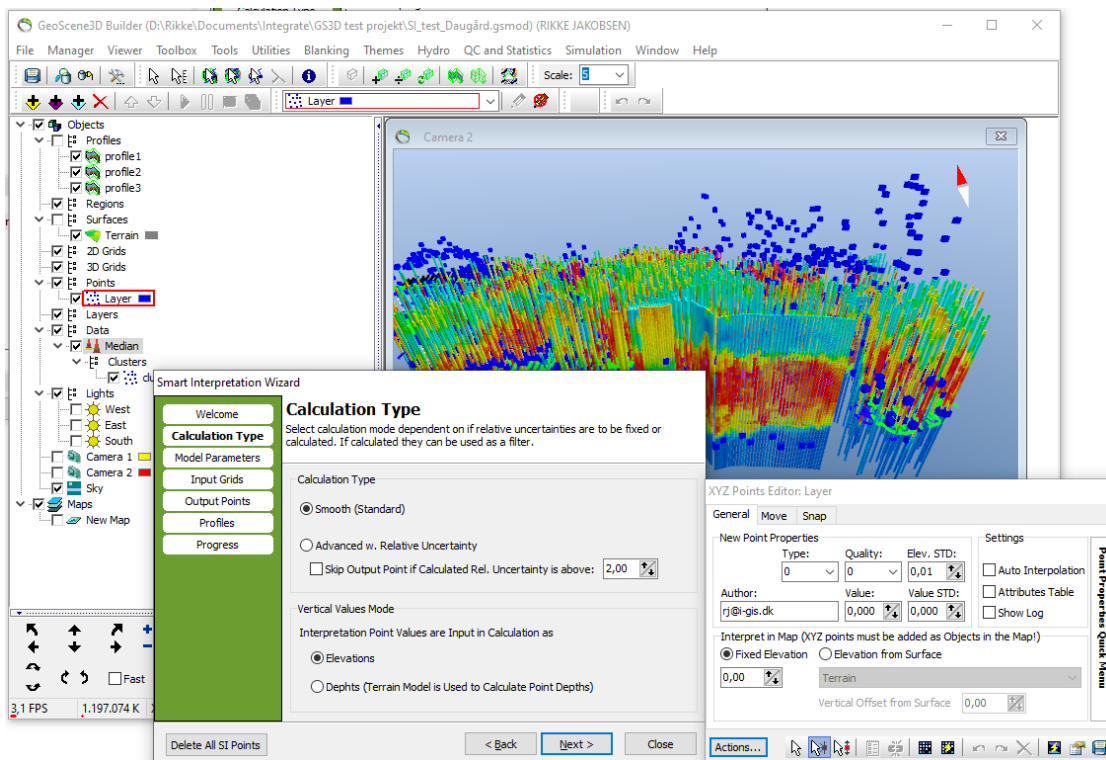 GeoScene3D Builder (D:\Rikke\Documents\Integrate\GS3D test projekt\SI_test_Daugård.gsmod) (RIKKE JAKOBSEN)
File Manager Viewer Toolbox Tools Utilities Blanking Themes Hydro QC and Statistics Simulation Window Help
Scale: 5
Layer
Objects
Profiles
profile1
profile2
profile3
Regions
Surfaces
Terrain
2D Grids
3D Grids
Points
Layer
Layers
Data
Median
Clusters
Lights
West
East
South
Camera 1
Camera 2
Sky
Maps
New Map
Fast
3,1 FPS 1.197.074 K
Camera 2
Smart Interpretation Wizard
Welcome
Calculation Type
Model Parameters
Input Grids
Output Points
Profiles
Progress
Delete All SI Points
Calculation Type
Select calculation mode dependent on if relative uncertainties are to be fixed or
calculated. If calculated they can be used as a filter.
Calculation Type
Smooth (Standard)
Advanced w. Relative Uncertainty
Skip Output Point if Calculated Rel. Uncertainty is above: 2,00
Vertical Values Mode
Interpretation Point Values are Input in Calculation as
Elevations
Dephts (Terrain Model is Used to Calculate Point Depths)
< Back Next > Close
XYZ Points Editor: Layer
General Move Snap
New Point Properties
Type: Quality: Elev. STD:
0 0 0,01
Author: Value: Value STD:
rj@i-gis.dk 0,000 0,000
Settings
Auto Interpolation
Attributes Table
Show Log
Interpret in Map (XYZ points must be added as Objects in the Map!)
Fixed Elevation Elevation from Surface
0,00 Terrain
Vertical Offset from Surface 0,00
Actions...
Point Properties Quick Menu